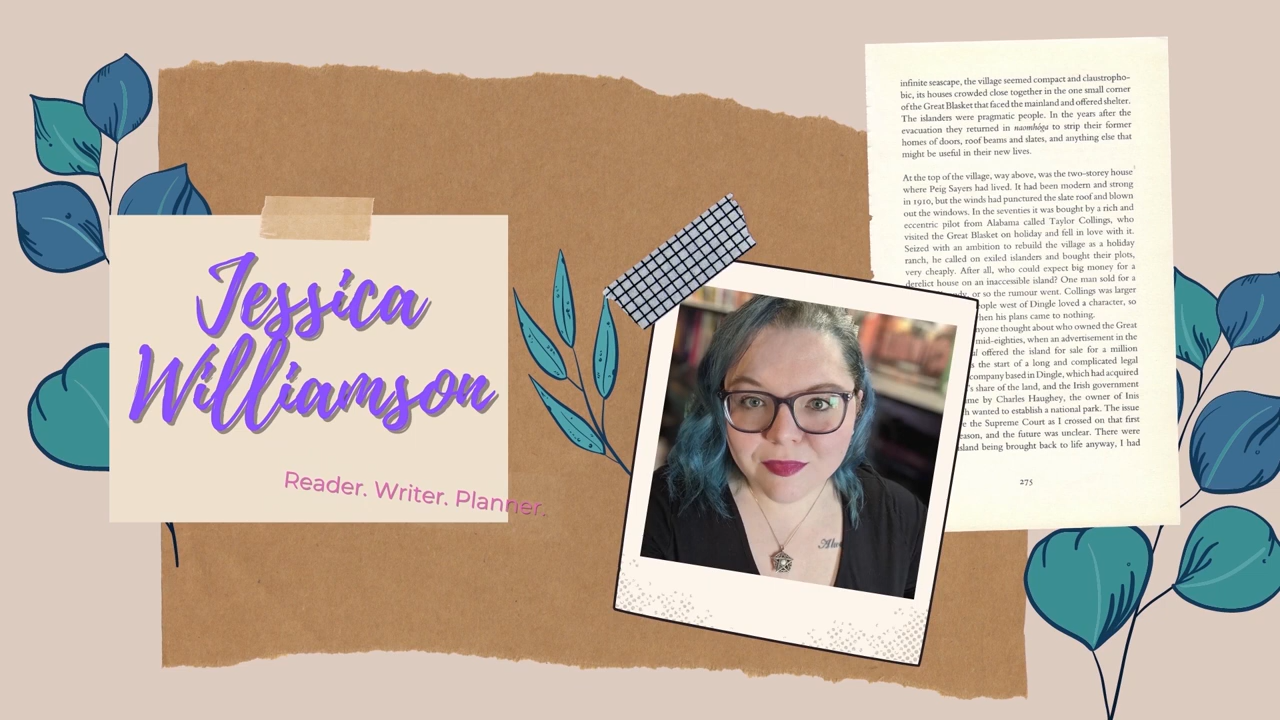 Jessica
Williamson
Reader. Writer. Planner.
infinite seascape, the village seemed compact and claustropho-
bic, its houses crowded close together in the one small corner
of the Great Blasket that faced the mainland and offered shelter.
The islanders were pragmatic people. In the years after the
evacuation they returned in naomhóga to strip their former
homes of doors, roof beams and slates, and anything else that
might be useful in their new lives.
At the top of the village, way above, was the two-storey house
where Peig Sayers had lived. It had been modern and strong
in 1910, but the winds had punctured the slate roof and blown
out the windows. In the seventies it was bought by a rich and
eccentric pilot from Alabama called Taylor Collings, who
visited the Great Blasket on holiday and fell in love with it.
Seized with an ambition to rebuild the village as a holiday
ranch, he called on exiled islanders and bought their plots,
very cheaply. After all, who could expect big money for a
derelict house on an inaccessible island? One man sold for a
or so the rumour went. Collings was larger
people west of Dingle loved a character, so
when his plans came to nothing.
anyone thought about who owned the Great
mid-eighties, when an advertisement in the
offered the island for sale for a million
the start of a long and complicated legal
company based in Dingle, which had acquired
's share of the land, and the Irish government
by Charles Haughey, the owner of Inis
wanted to establish a national park. The issue
the Supreme Court as I crossed on that first
and the future was unclear. There were
island being brought back to life anyway, I had
275